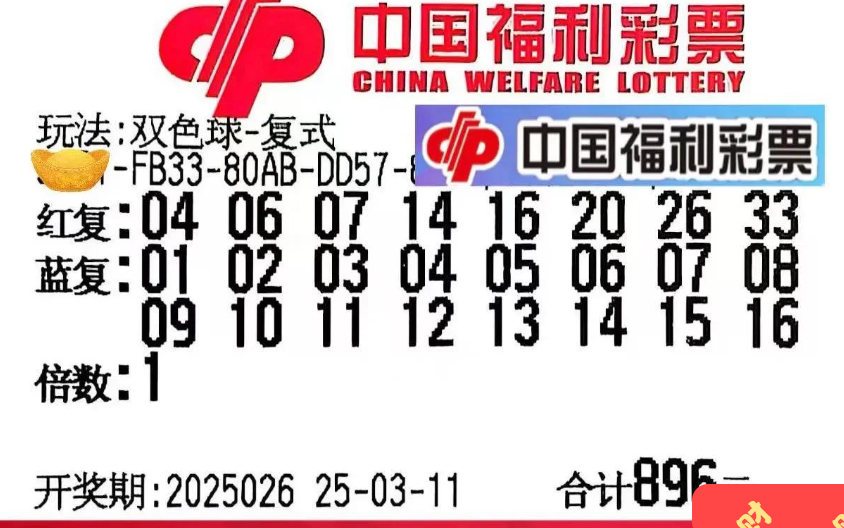 中国福利彩票
CHINA WELFARE LOTTERY
玩法:双色球-复式
中国福利彩票
-FB33-80AB-DD57-
红复:04 06 07 14 16 20 26 33
蓝复:01 02 03 04 05 06 07 08
09 10 11 12 13 14 15 16
倍数:1
开奖期:2025026 25-03-11 合计896元
财